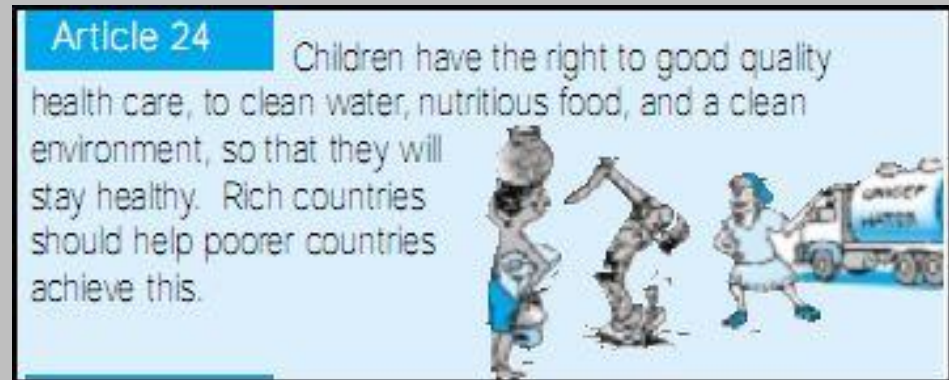 Article 24
Children have the right to good quality
health care, to clean water, nutritious food, and a clean
environment, so that they will
stay healthy. Rich countries
should help poorer countries
achieve this.
UNICEF
WATER